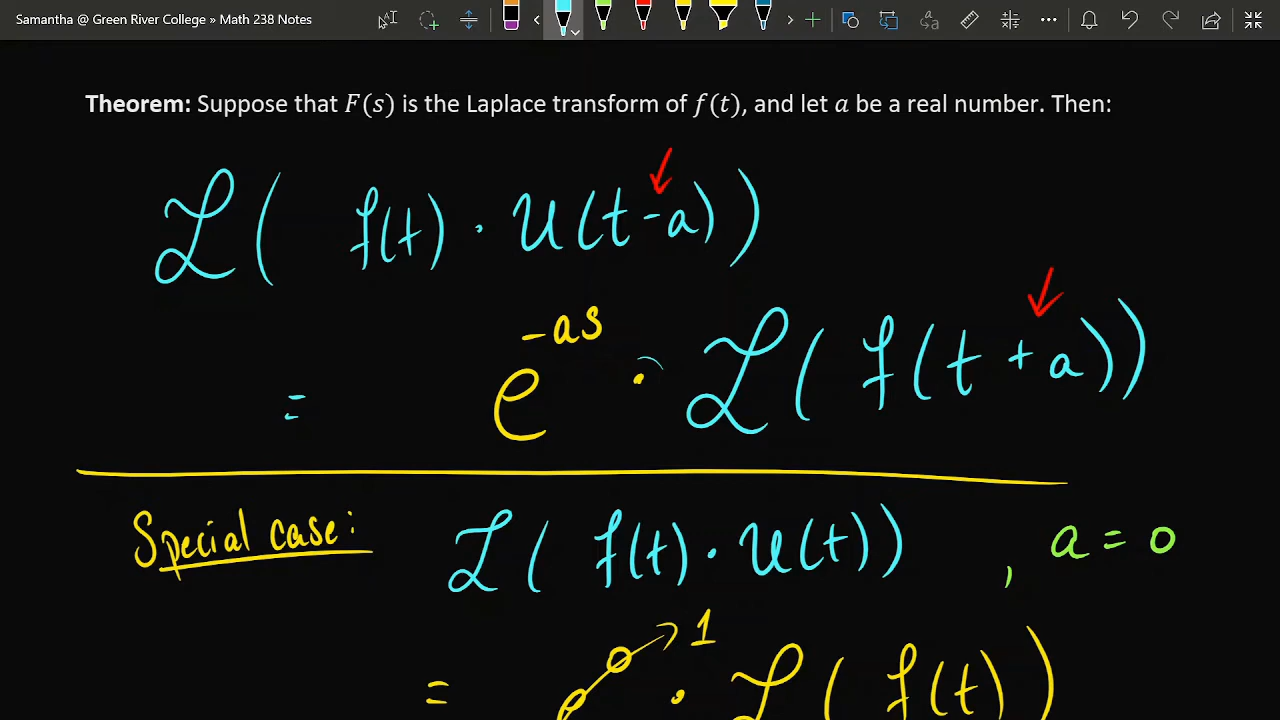 Samantha @ Green River College » Math 238 Notes
Theorem: Suppose that F(s) is the Laplace transform of f(t), and let a be a real number. Then:
ℒ( f(t) · U(t - a) )
= e^{-as} · ℒ( f(t + a) )
Special case: ℒ( f(t) · U(t) ) , a = 0
= e^0 → 1 · ℒ( f(t) )